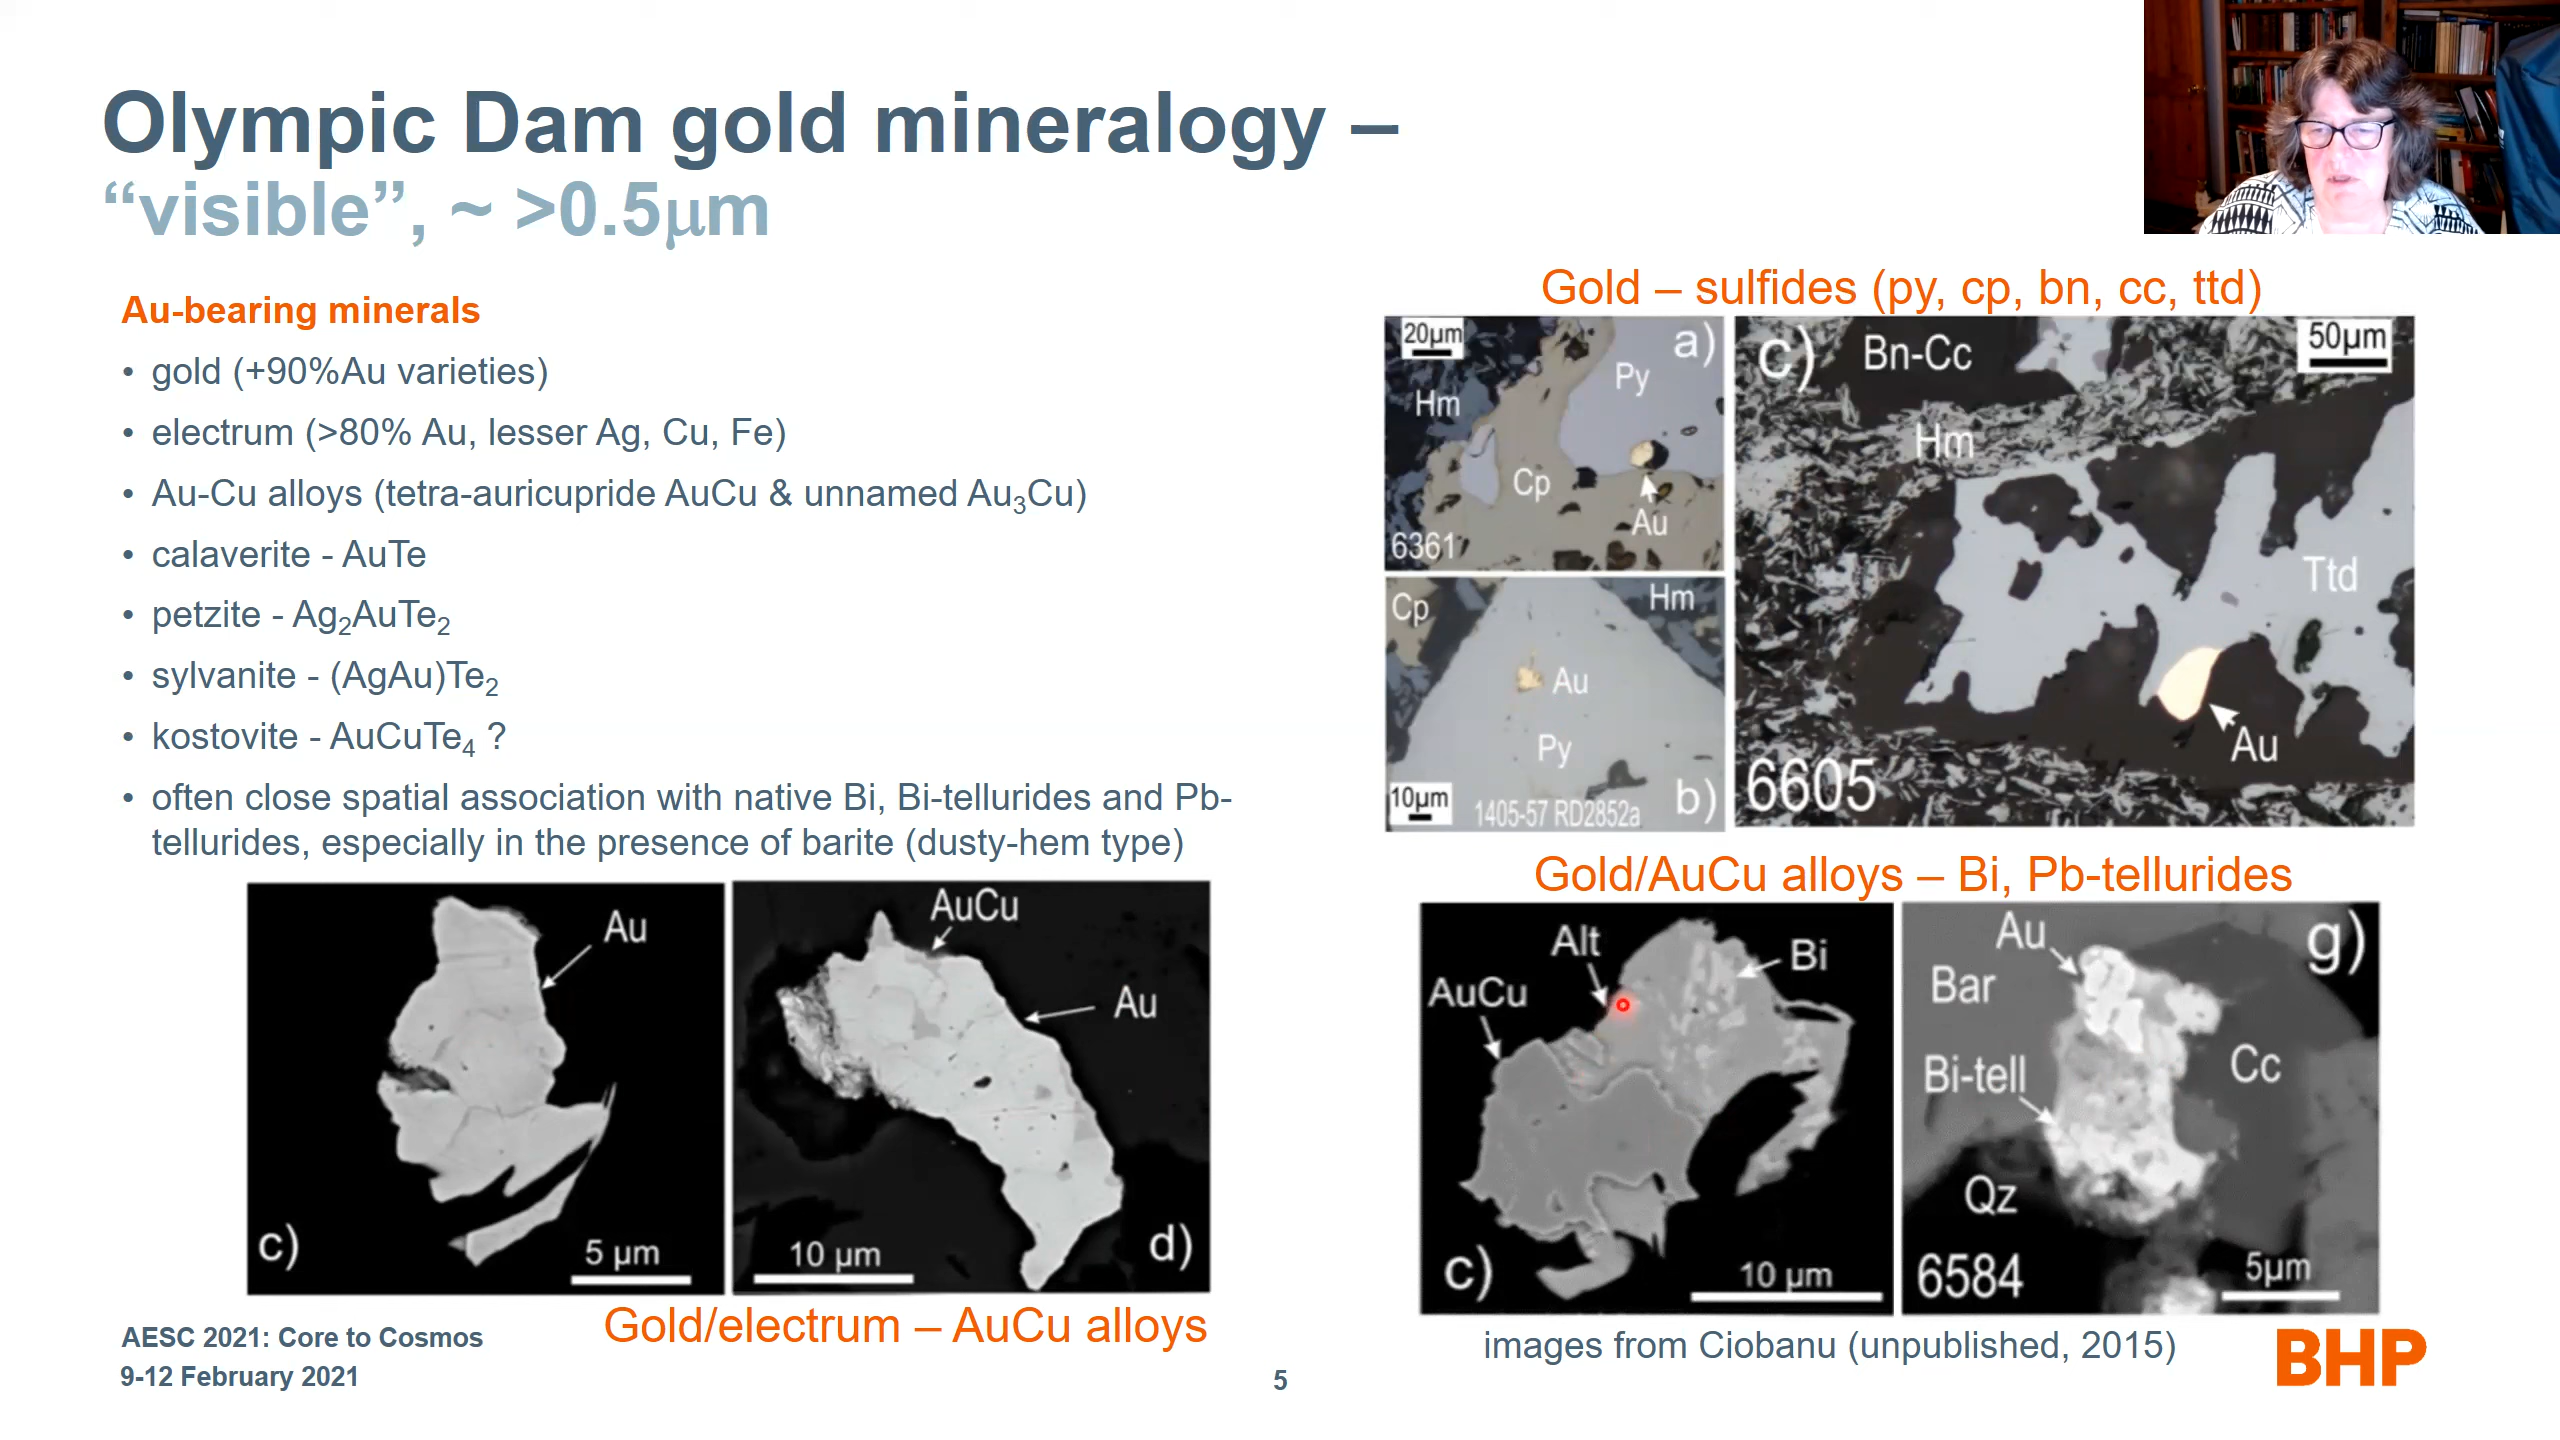 Olympic Dam gold mineralogy –
“visible”, ~ >0.5μm
Au-bearing minerals
• gold (+90%Au varieties)
• electrum (>80% Au, lesser Ag, Cu, Fe)
• Au-Cu alloys (tetra-auricupride AuCu & unnamed Au₃Cu)
• calaverite - AuTe
• petzite - Ag₂AuTe₂
• sylvanite - (AgAu)Te₂
• kostovite - AuCuTe₄ ?
• often close spatial association with native Bi, Bi-tellurides and Pb-
tellurides, especially in the presence of barite (dusty-hem type)
Au
c)
5 μm
AuCu
Au
10 μm
d)
Gold/electrum – AuCu alloys
Gold – sulfides (py, cp, bn, cc, ttd)
20μm
a)
Py
Hm
Cp
Au
6361
Cp
Hm
Au
Py
10μm
1405-57 RD2852a
b)
c)
Bn-Cc
50μm
Hm
Ttd
Au
6605
Gold/AuCu alloys – Bi, Pb-tellurides
Alt
Bi
AuCu
c)
10 μm
Au
g)
Bar
Bi-tell
Cc
Qz
6584
5μm
images from Ciobanu (unpublished, 2015)
AESC 2021: Core to Cosmos
9-12 February 2021
5
BHP